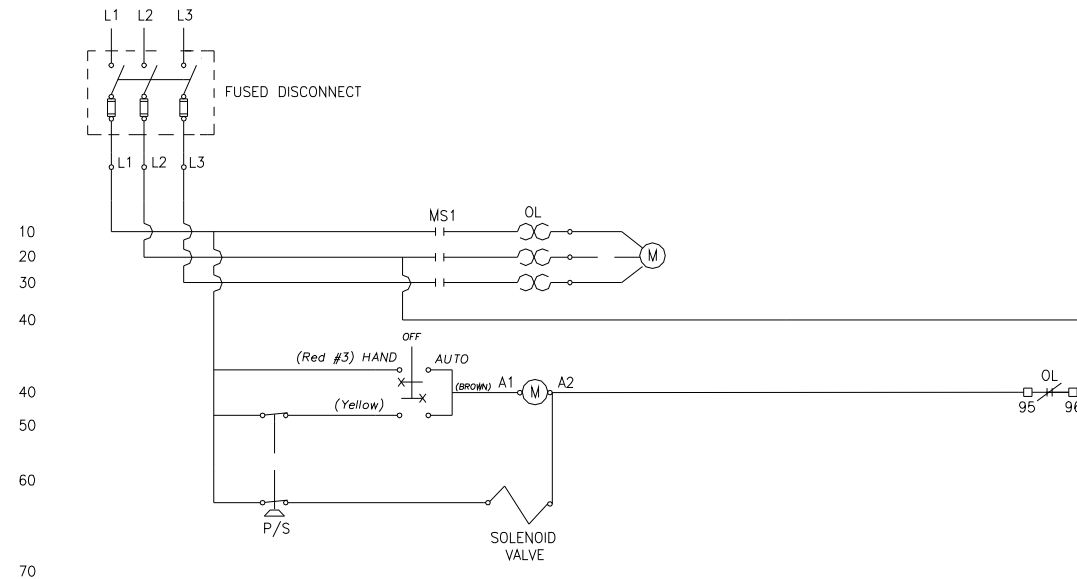 L1 L2 L3
FUSED DISCONNECT
L1 L2 L3
MS1 OL
10
20 M
30
40
OFF
(Red #3) HAND AUTO
OL
40 (BROWN) A1 M A2
95 96
(Yellow)
50
60
P/S
SOLENOID
VALVE
70